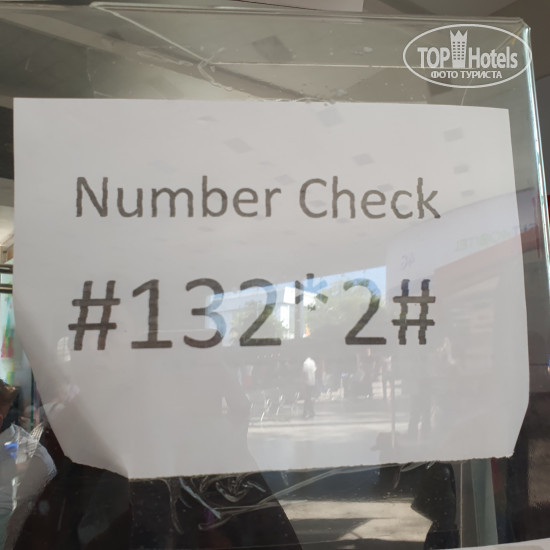 TOP Hotels
ФОТО ТУРИСТА
Number Check
#132*2#